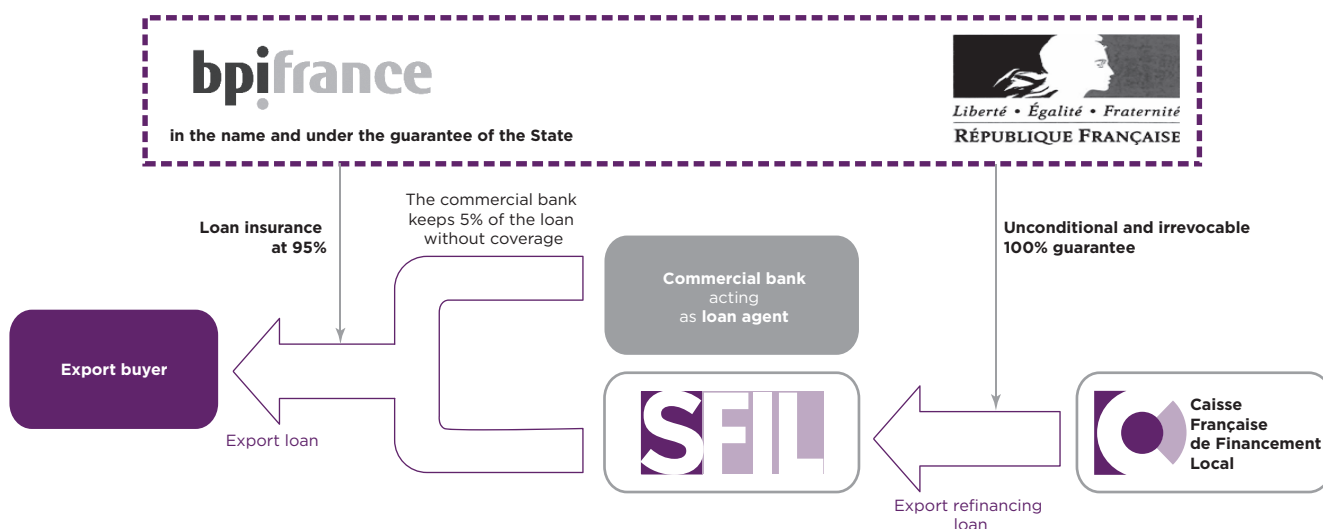 bpifrance
in the name and under the guarantee of the State
Liberté • Égalité • Fraternité
RÉPUBLIQUE FRANÇAISE
Loan insurance
at 95%
The commercial bank
keeps 5% of the loan
without coverage
Unconditional and irrevocable
100% guarantee
Commercial bank
acting
as loan agent
Export buyer
Export loan
SFIL
Export refinancing
loan
Caisse
Française
de Financement
Local